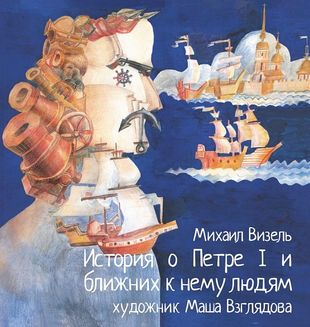 Михаил Визель
История о Петре I и
ближних к нему людям
художник Маша Взглядова